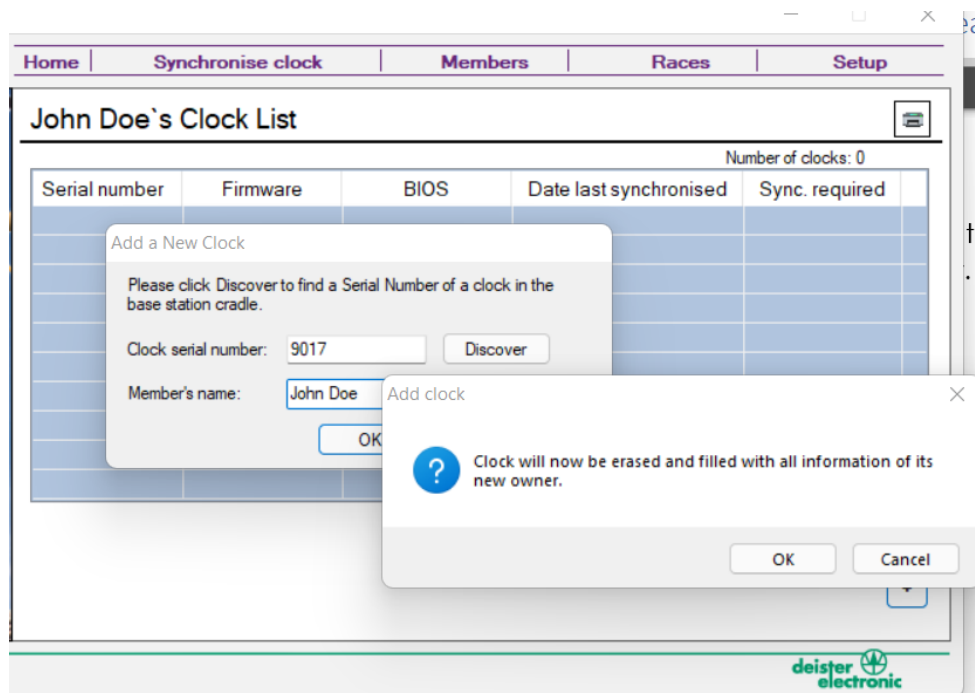 Home Synchronise clock Members Races Setup
John Doe`s Clock List
Number of clocks: 0
Serial number Firmware BIOS Date last synchronised Sync. required
Add a New Clock
Please click Discover to find a Serial Number of a clock in the
base station cradle.
Clock serial number: 9017 Discover
Member's name: John Doe
OK
Add clock
Clock will now be erased and filled with all information of its
new owner.
OK Cancel
deister
electronic